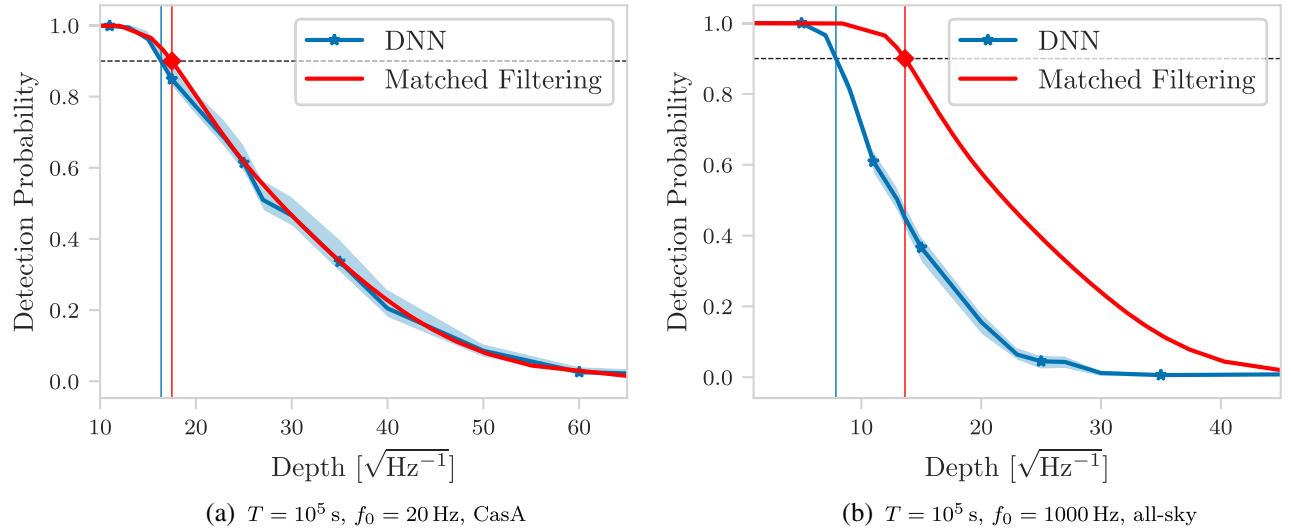 DNN
Matched Filtering
Detection Probability
1.0
0.8
0.6
0.4
0.2
0.0
10 20 30 40 50 60
Depth [√Hz⁻¹]
(a) T = 10⁵ s, f₀ = 20 Hz, CasA
DNN
Matched Filtering
Detection Probability
1.0
0.8
0.6
0.4
0.2
0.0
10 20 30 40
Depth [√Hz⁻¹]
(b) T = 10⁵ s, f₀ = 1000 Hz, all-sky